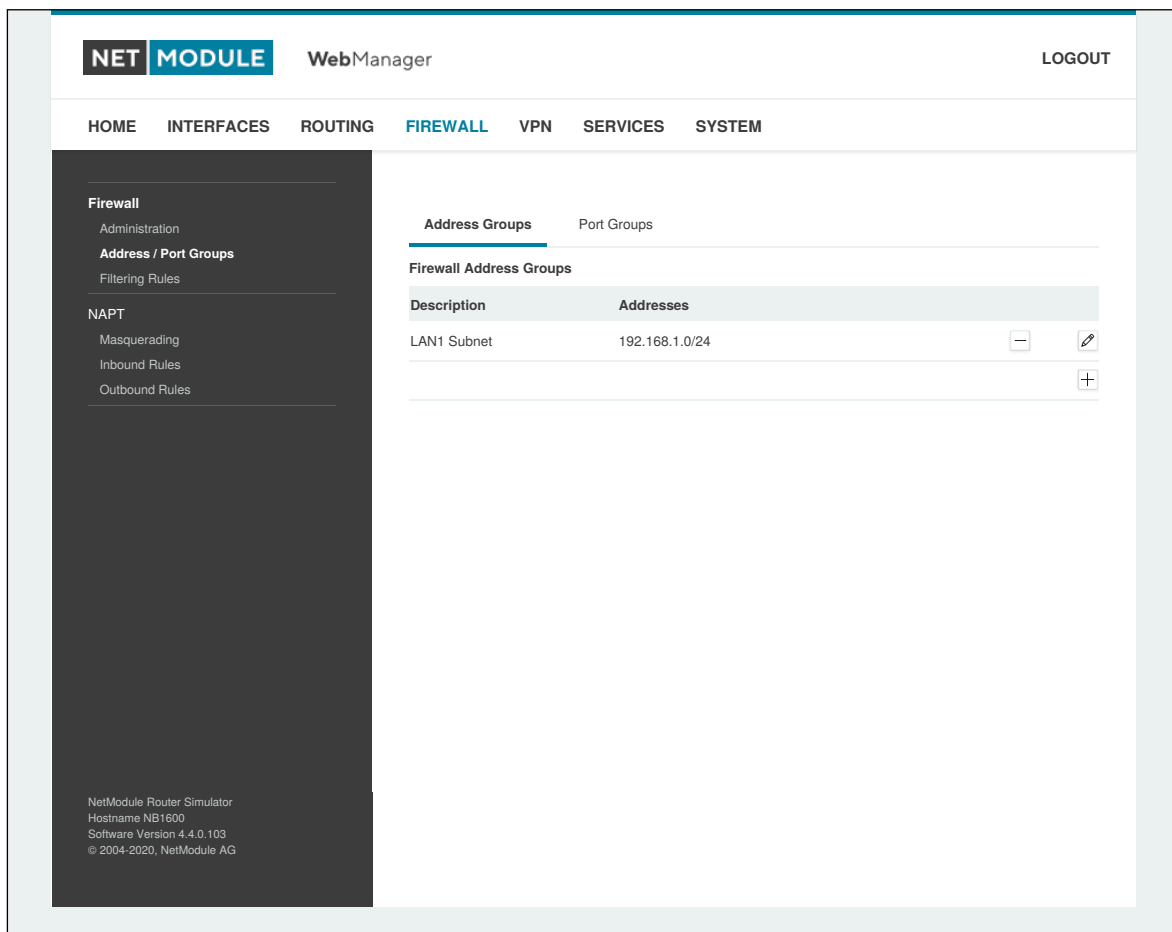 NET MODULE WebManager LOGOUT
HOME INTERFACES ROUTING FIREWALL VPN SERVICES SYSTEM
Firewall
Administration
Address / Port Groups
Filtering Rules
NAPT
Masquerading
Inbound Rules
Outbound Rules
Address Groups Port Groups
Firewall Address Groups
Description Addresses
LAN1 Subnet 192.168.1.0/24
NetModule Router Simulator
Hostname NB1600
Software Version 4.4.0.103
© 2004-2020, NetModule AG